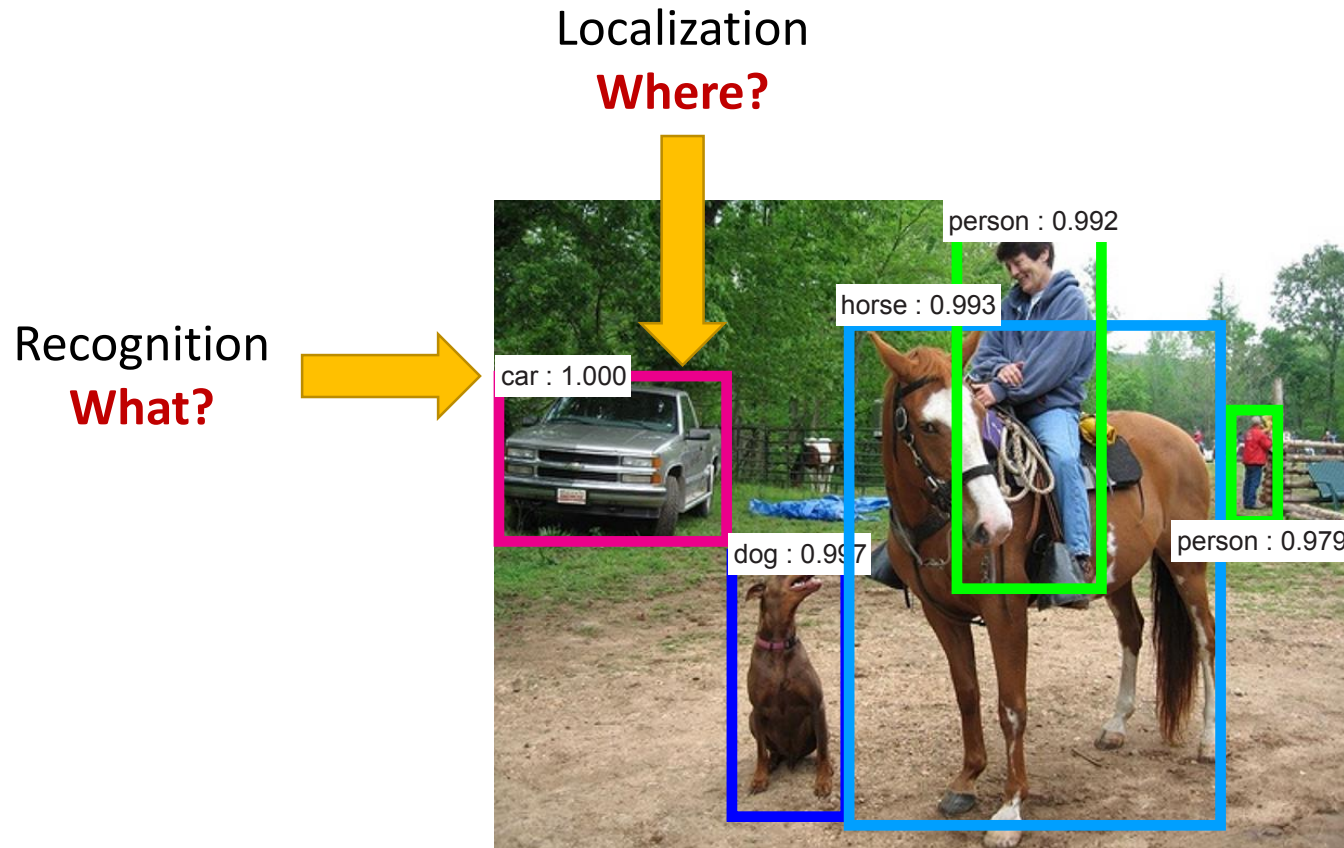 Localization
Where?
person : 0.992
horse : 0.993
Recognition
What?
car : 1.000
dog : 0.997
person : 0.979